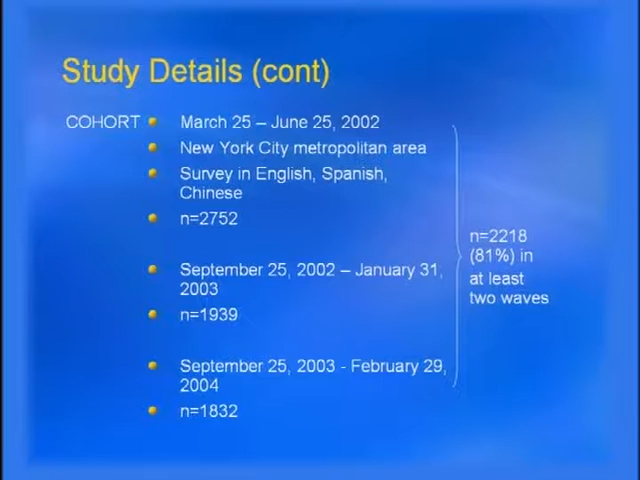 Study Details (cont)
COHORT
March 25 – June 25, 2002
New York City metropolitan area
Survey in English, Spanish,
Chinese
n=2752
September 25, 2002 – January 31,
2003
n=1939
September 25, 2003 - February 29,
2004
n=1832
n=2218
(81%) in
at least
two waves